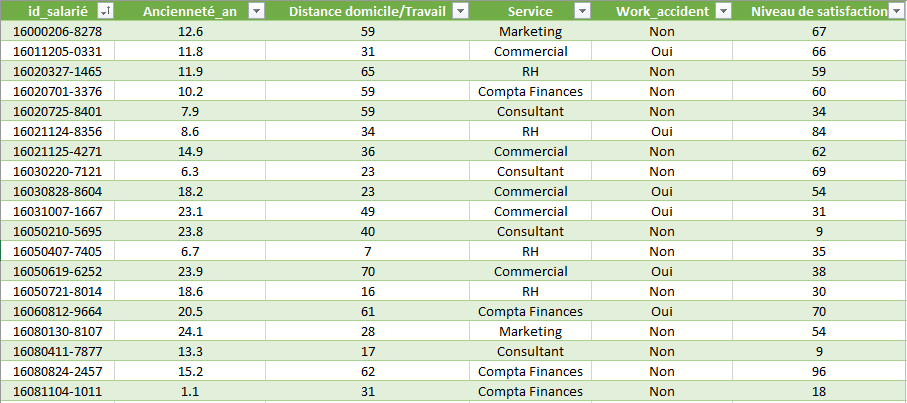 id_salarié Ancienneté_an Distance domicile/Travail Service Work_accident Niveau de satisfaction
16000206-8278 12.6 59 Marketing Non 67
16011205-0331 11.8 31 Commercial Oui 66
16020327-1465 11.9 65 RH Non 59
16020701-3376 10.2 59 Compta Finances Non 60
16020725-8401 7.9 59 Consultant Non 34
16021124-8356 8.6 34 RH Oui 84
16021125-4271 14.9 36 Commercial Non 62
16030220-7121 6.3 23 Consultant Non 69
16030828-8604 18.2 23 Commercial Oui 54
16031007-1667 23.1 49 Commercial Oui 31
16050210-5695 23.8 40 Consultant Non 9
16050407-7405 6.7 7 RH Non 35
16050619-6252 23.9 70 Commercial Oui 38
16050721-8014 18.6 16 RH Non 30
16060812-9664 20.5 61 Compta Finances Oui 70
16080130-8107 24.1 28 Marketing Non 54
16080411-7877 13.3 17 Consultant Non 9
16080824-2457 15.2 62 Compta Finances Non 96
16081104-1011 1.1 31 Compta Finances Non 18